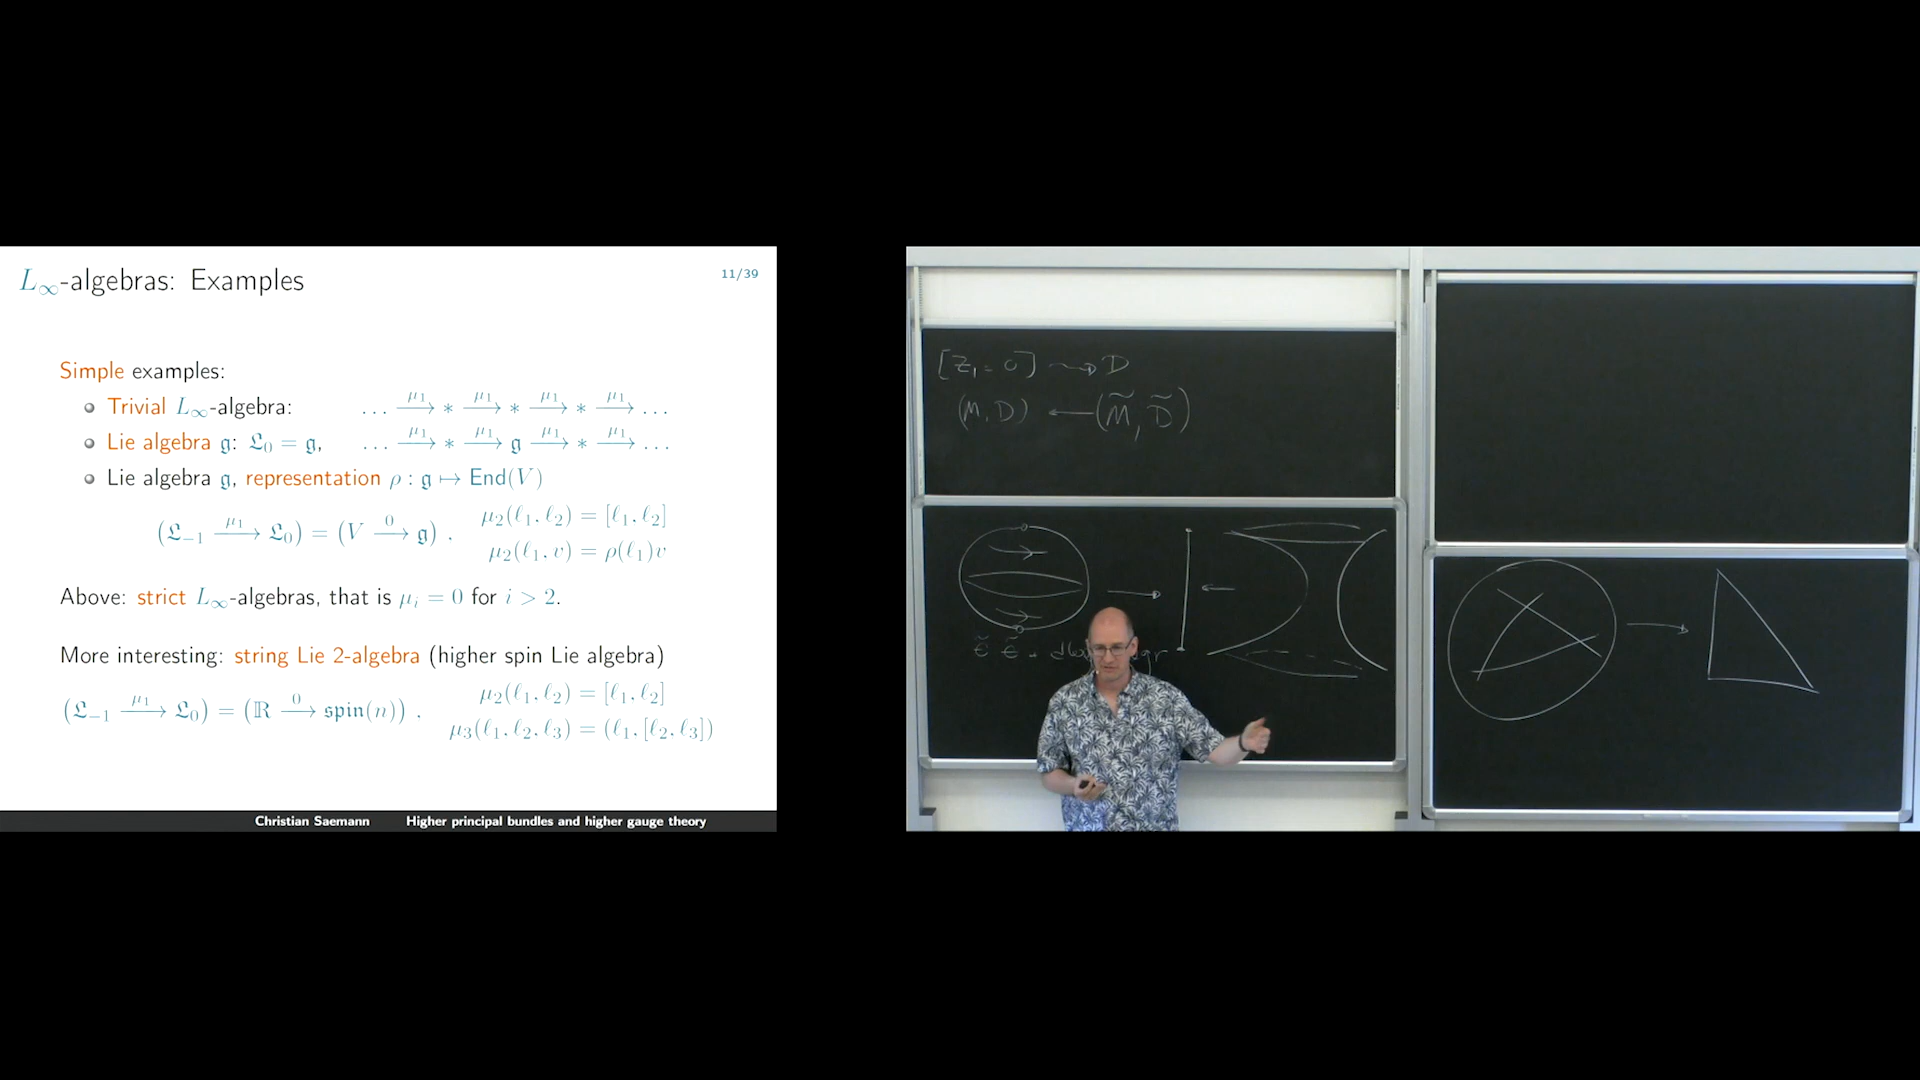 L∞-algebras: Examples
11/39
Simple examples:
Trivial L∞-algebra: … –μ₁→ * –μ₁→ * –μ₁→ * –μ₁→ …
Lie algebra 𝔤: 𝔏₀ = 𝔤, … –μ₁→ * –μ₁→ 𝔤 –μ₁→ * –μ₁→ …
Lie algebra 𝔤, representation ρ : 𝔤 ↦ End(V)
(𝔏₋₁ –μ₁→ 𝔏₀) = (V –0→ 𝔤) .
μ₂(ℓ₁, ℓ₂) = [ℓ₁, ℓ₂]
μ₂(ℓ₁, v) = ρ(ℓ₁)v
Above: strict L∞-algebras, that is μᵢ = 0 for i > 2.
More interesting: string Lie 2-algebra (higher spin Lie algebra)
(𝔏₋₁ –μ₁→ 𝔏₀) = (ℝ –0→ 𝔰𝔭𝔦𝔫(n)) .
μ₂(ℓ₁, ℓ₂) = [ℓ₁, ℓ₂]
μ₃(ℓ₁, ℓ₂, ℓ₃) = (ℓ₁, [ℓ₂, ℓ₃])
Christian Saemann Higher principal bundles and higher gauge theory
[Z₁ = 0] ⇝ D
(M, D) ← (M̃, D̃)